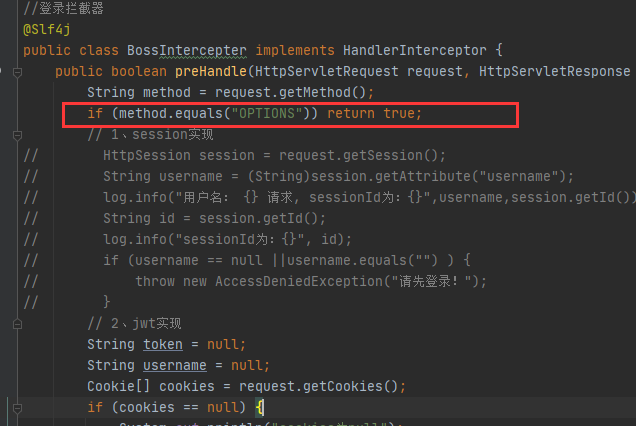 //登录拦截器
@Slf4j
public class BossIntercepter implements HandlerInterceptor {
public boolean preHandle(HttpServletRequest request, HttpServletResponse
String method = request.getMethod();
if (method.equals("OPTIONS")) return true;
// 1、session实现
// HttpSession session = request.getSession();
// String username = (String)session.getAttribute("username");
// log.info("用户名: {} 请求, sessionId为:{}",username,session.getId())
// String id = session.getId();
// log.info("sessionId为:{}", id);
// if (username == null ||username.equals("") ) {
// throw new AccessDeniedException("请先登录!");
// }
// 2、jwt实现
String token = null;
String username = null;
Cookie[] cookies = request.getCookies();
if (cookies == null) {